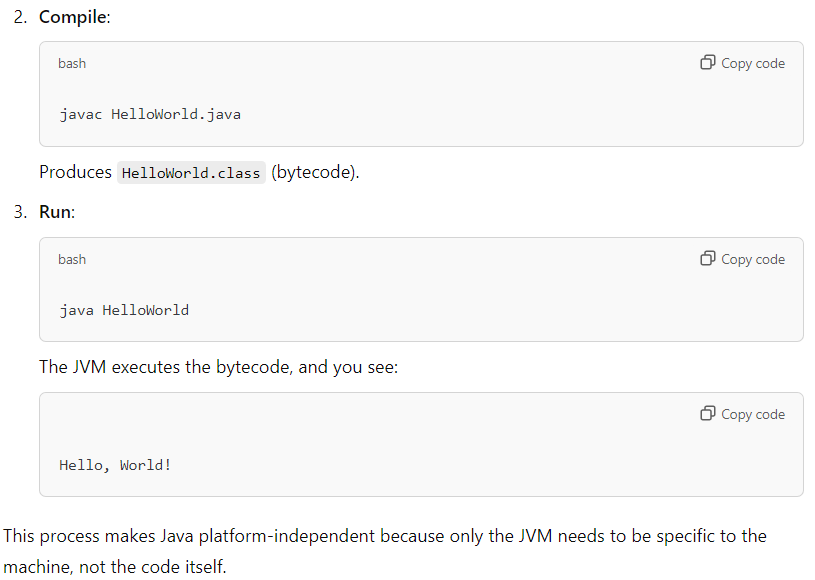 2. Compile:
bash
Copy code
javac HelloWorld.java
Produces HelloWorld.class (bytecode).
3. Run:
bash
Copy code
java HelloWorld
The JVM executes the bytecode, and you see:
Copy code
Hello, World!
This process makes Java platform-independent because only the JVM needs to be specific to the
machine, not the code itself.